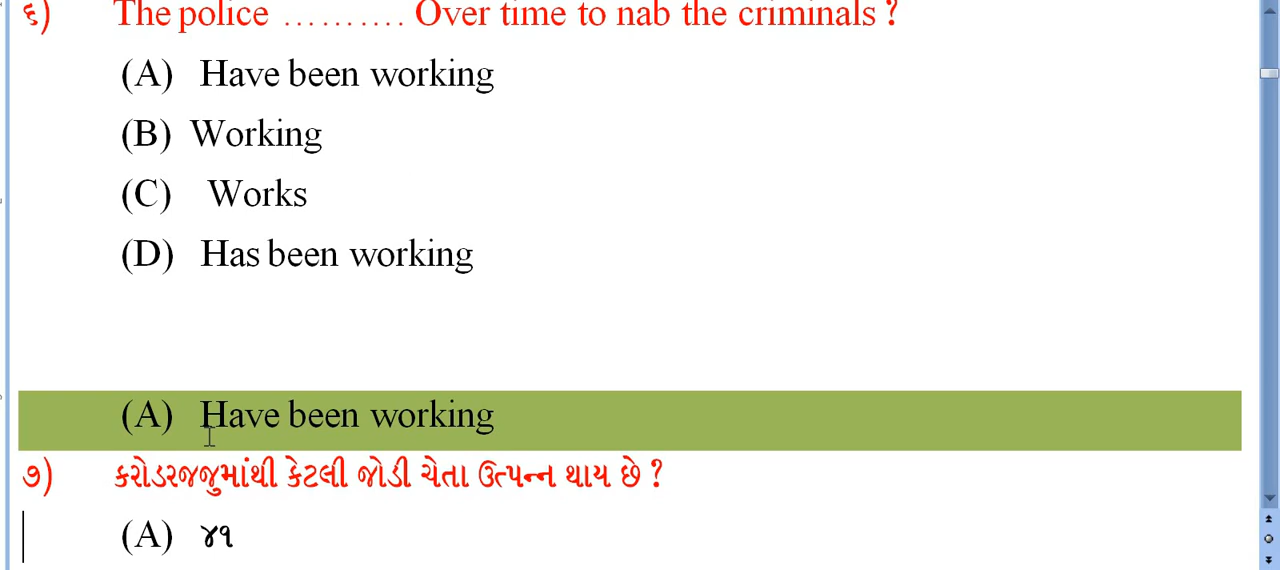 ૬) The police .......... Over time to nab the criminals ?
(A) Have been working
(B) Working
(C) Works
(D) Has been working
(A) Have been working
૭) કરોડરજજુમાંથી કેટલી જોડી ચેતા ઉત્પન્ન થાય છે ?
(A) ૪૧